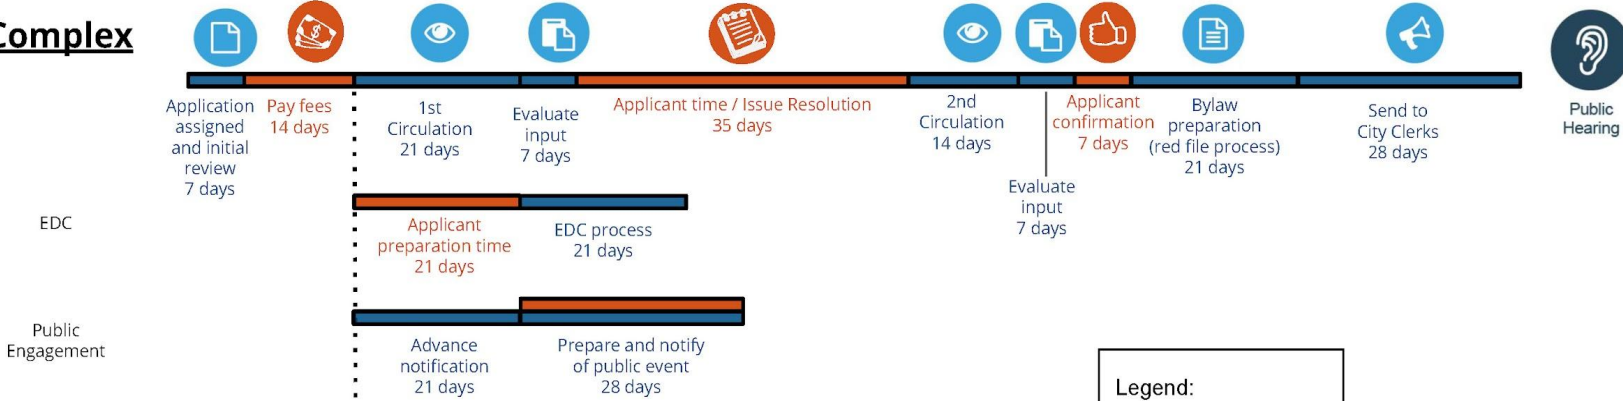 Complex
Application
assigned
and initial
review
7 days
Pay fees
14 days
1st
Circulation
21 days
Evaluate
input
7 days
Applicant time / Issue Resolution
35 days
2nd
Circulation
14 days
Evaluate
input
7 days
Applicant
confirmation
7 days
Bylaw
preparation
(red file process)
21 days
Send to
City Clerks
28 days
Public
Hearing
EDC
Applicant
preparation time
21 days
EDC process
21 days
Public
Engagement
Advance
notification
21 days
Prepare and notify
of public event
28 days
Legend: